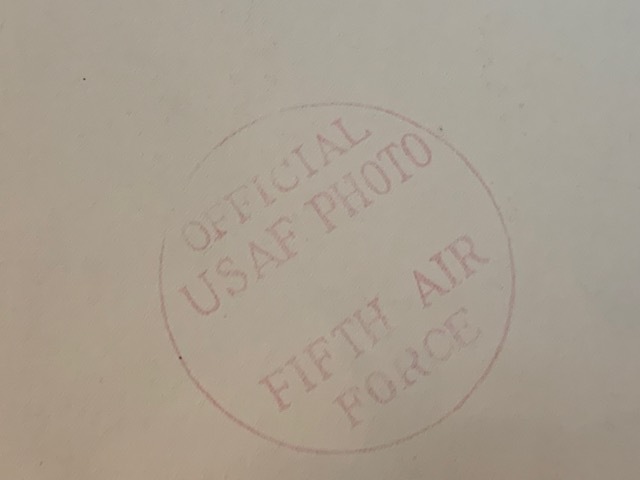 OFFICIAL
USAF PHOTO
FIFTH AIR
FORCE